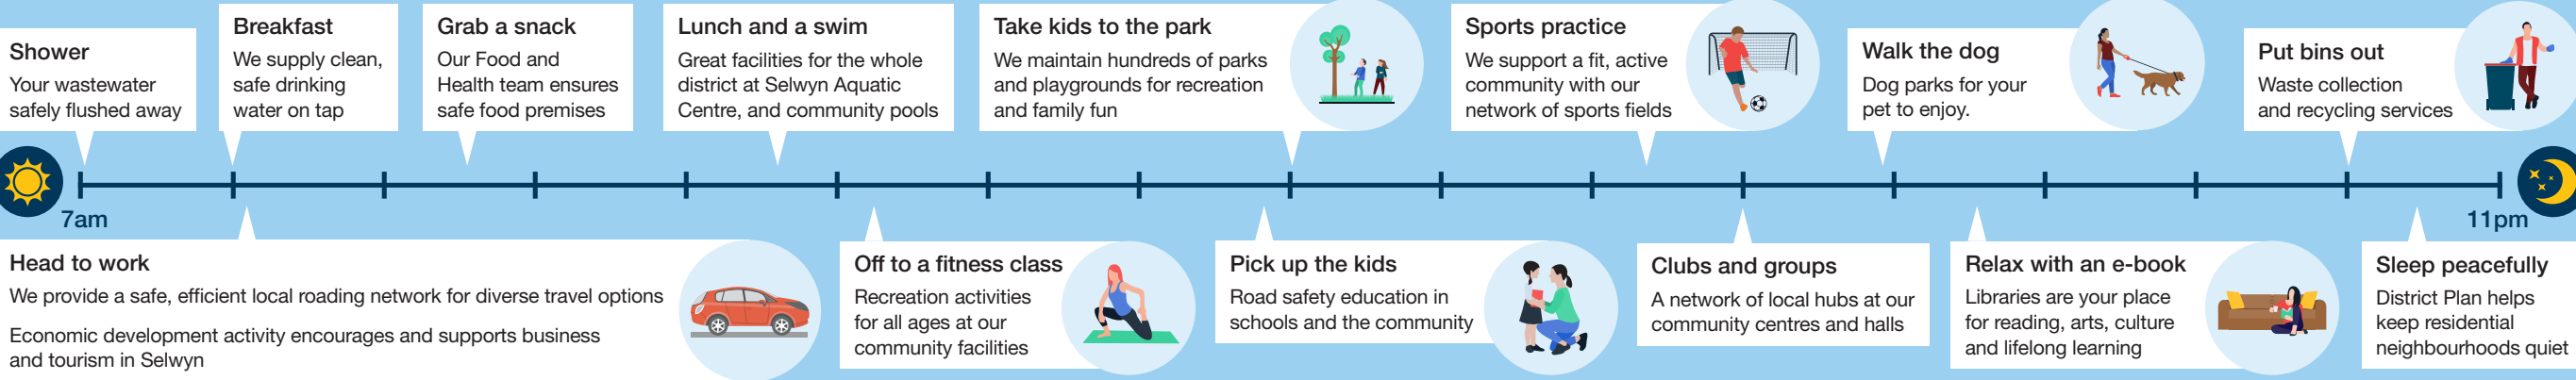 Shower
Your wastewater
safely flushed away
Breakfast
We supply clean,
safe drinking
water on tap
Grab a snack
Our Food and
Health team ensures
safe food premises
Lunch and a swim
Great facilities for the whole
district at Selwyn Aquatic
Centre, and community pools
Take kids to the park
We maintain hundreds of parks
and playgrounds for recreation
and family fun
Sports practice
We support a fit, active
community with our
network of sports fields
Walk the dog
Dog parks for your
pet to enjoy.
Put bins out
Waste collection
and recycling services
7am
11pm
Head to work
We provide a safe, efficient local roading network for diverse travel options
Economic development activity encourages and supports business
and tourism in Selwyn
Off to a fitness class
Recreation activities
for all ages at our
community facilities
Pick up the kids
Road safety education in
schools and the community
Clubs and groups
A network of local hubs at our
community centres and halls
Relax with an e-book
Libraries are your place
for reading, arts, culture
and lifelong learning
Sleep peacefully
District Plan helps
keep residential
neighbourhoods quiet